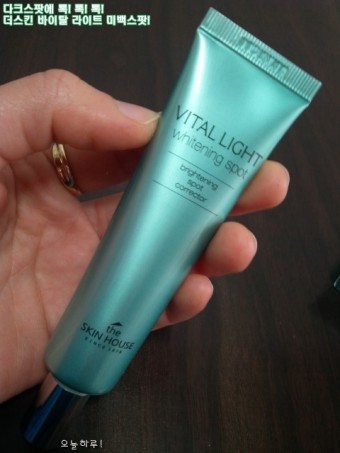 다크스팟에 톡! 톡! 톡!
더스킨 바이탈 라이트 미백스팟!
VITAL LIGHT
whitening spot
brightening
spot
corrector
the
SKIN HOUSE
오늘하루!